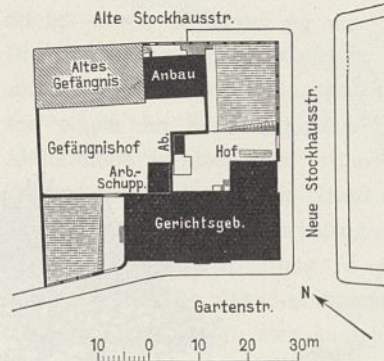 Alte Stockhausstr.
Altes
Gefängnis
Anbau
Neue Stockhausstr.
Gefängnishof
Ab.
Hof
Arb.-
Schupp.
Gerichtsgeb.
Gartenstr.
N
10 0 10 20 30m